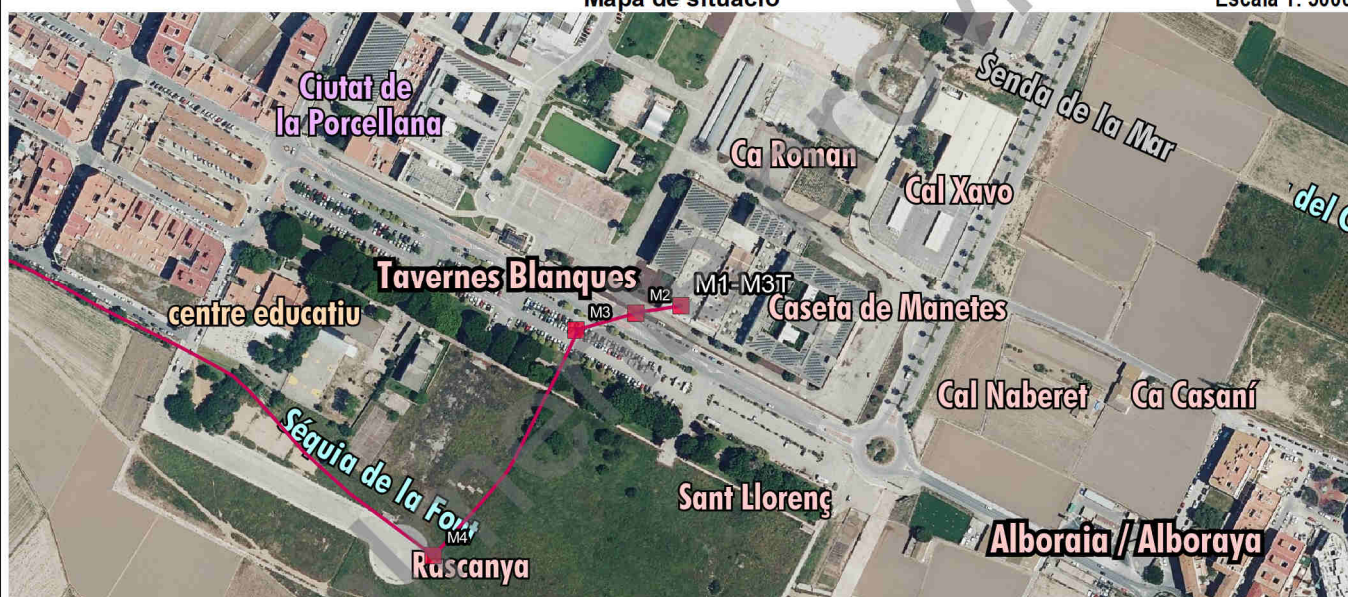 Mapa de situació
Escala 1: 5000
Ciutat de
la Porcellana
Senda de la Mar
Ca Roman
Cal Xavo
Tavernes Blanques
M1-M3T
M2
M3
Caseta de Manetes
centre educatiu
Cal Naberet
Ca Casaní
Séquia de la Font
Sant Llorenç
M4
Rascanya
Alboraia / Alboraya